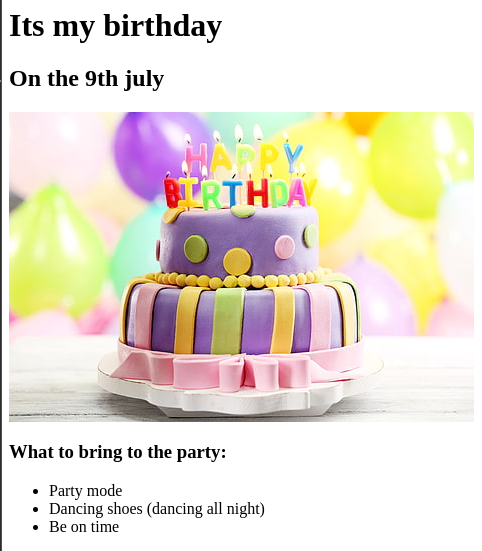 Its my birthday
On the 9th july
HAPPY
BIRTHDAY
What to bring to the party:
Party mode
Dancing shoes (dancing all night)
Be on time